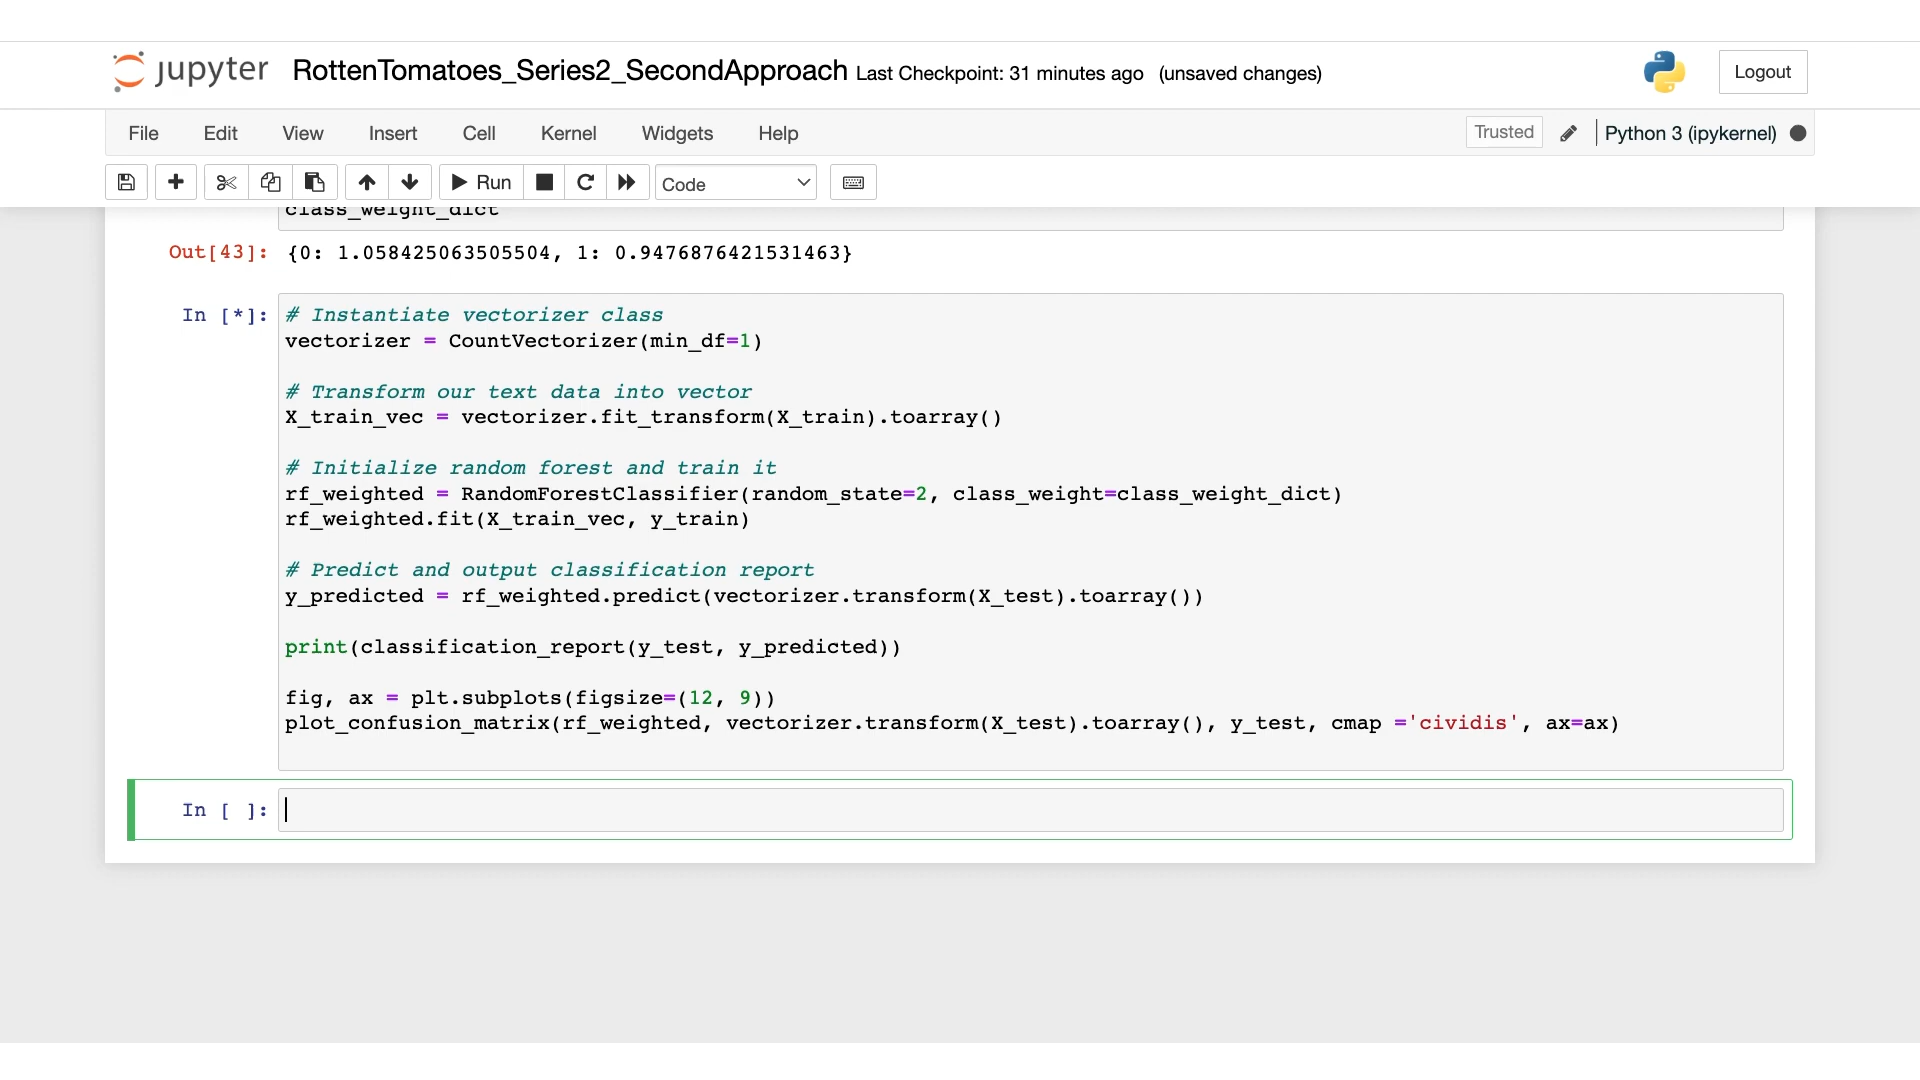 jupyter RottenTomatoes_Series2_SecondApproach Last Checkpoint: 31 minutes ago (unsaved changes) Logout
File Edit View Insert Cell Kernel Widgets Help Trusted Python 3 (ipykernel)
Run Code
class_weight_dict
Out[43]: {0: 1.058425063505504, 1: 0.9476876421531463}
In [*]: # Instantiate vectorizer class
vectorizer = CountVectorizer(min_df=1)
# Transform our text data into vector
X_train_vec = vectorizer.fit_transform(X_train).toarray()
# Initialize random forest and train it
rf_weighted = RandomForestClassifier(random_state=2, class_weight=class_weight_dict)
rf_weighted.fit(X_train_vec, y_train)
# Predict and output classification report
y_predicted = rf_weighted.predict(vectorizer.transform(X_test).toarray())
print(classification_report(y_test, y_predicted))
fig, ax = plt.subplots(figsize=(12, 9))
plot_confusion_matrix(rf_weighted, vectorizer.transform(X_test).toarray(), y_test, cmap ='cividis', ax=ax)
In [ ]: